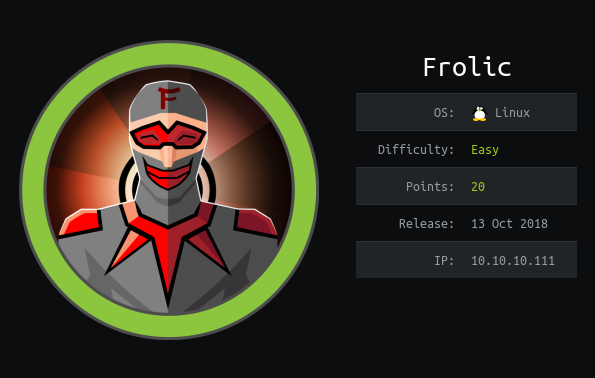 Frolic
OS: Linux
Difficulty: Easy
Points: 20
Release: 13 Oct 2018
IP: 10.10.10.111
F